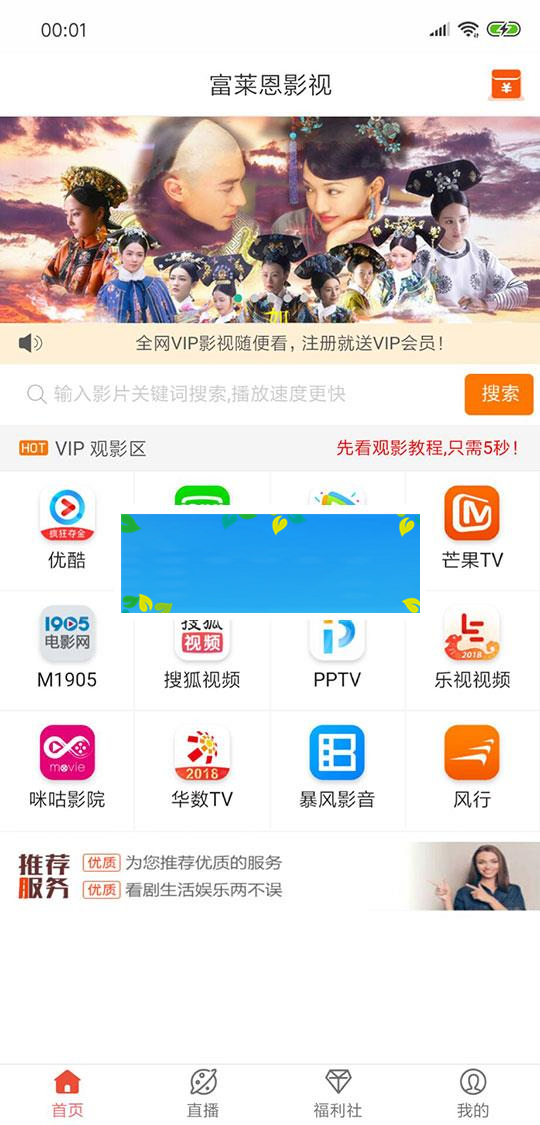 00:01
富莱恩影视
全网VIP影视随便看，注册就送VIP会员！
输入影片关键词搜索,播放速度更快
搜索
HOT VIP 观影区
先看观影教程,只需5秒！
疯狂夺金
优酷
芒果TV
1905
电影网
M1905
搜狐
视频
搜狐视频
PPTV
2018
乐视视频
movie
咪咕影院
2018
华数TV
暴风影音
风行
推荐
服务
优质 为您推荐优质的服务
优质 看剧生活娱乐两不误
首页
直播
福利社
我的